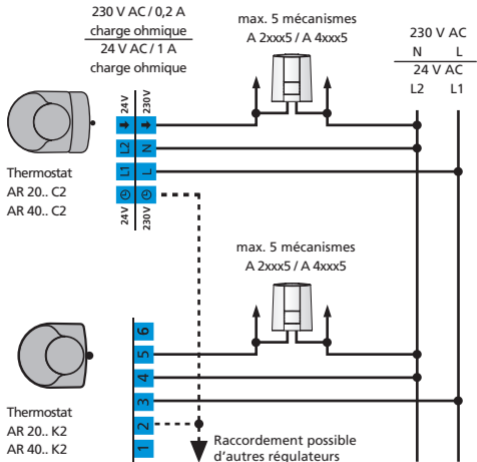 230 V AC / 0,2 A
charge ohmique
24 V AC / 1 A
charge ohmique
max. 5 mécanismes
A 2xxx5 / A 4xxx5
230 V AC
N L
24 V AC
L2 L1
24V 230V
L2 N
L1 L
24V 230V
Thermostat
AR 20.. C2
AR 40.. C2
max. 5 mécanismes
A 2xxx5 / A 4xxx5
6
5
4
3
2
1
Thermostat
AR 20.. K2
AR 40.. K2
Raccordement possible
d'autres régulateurs